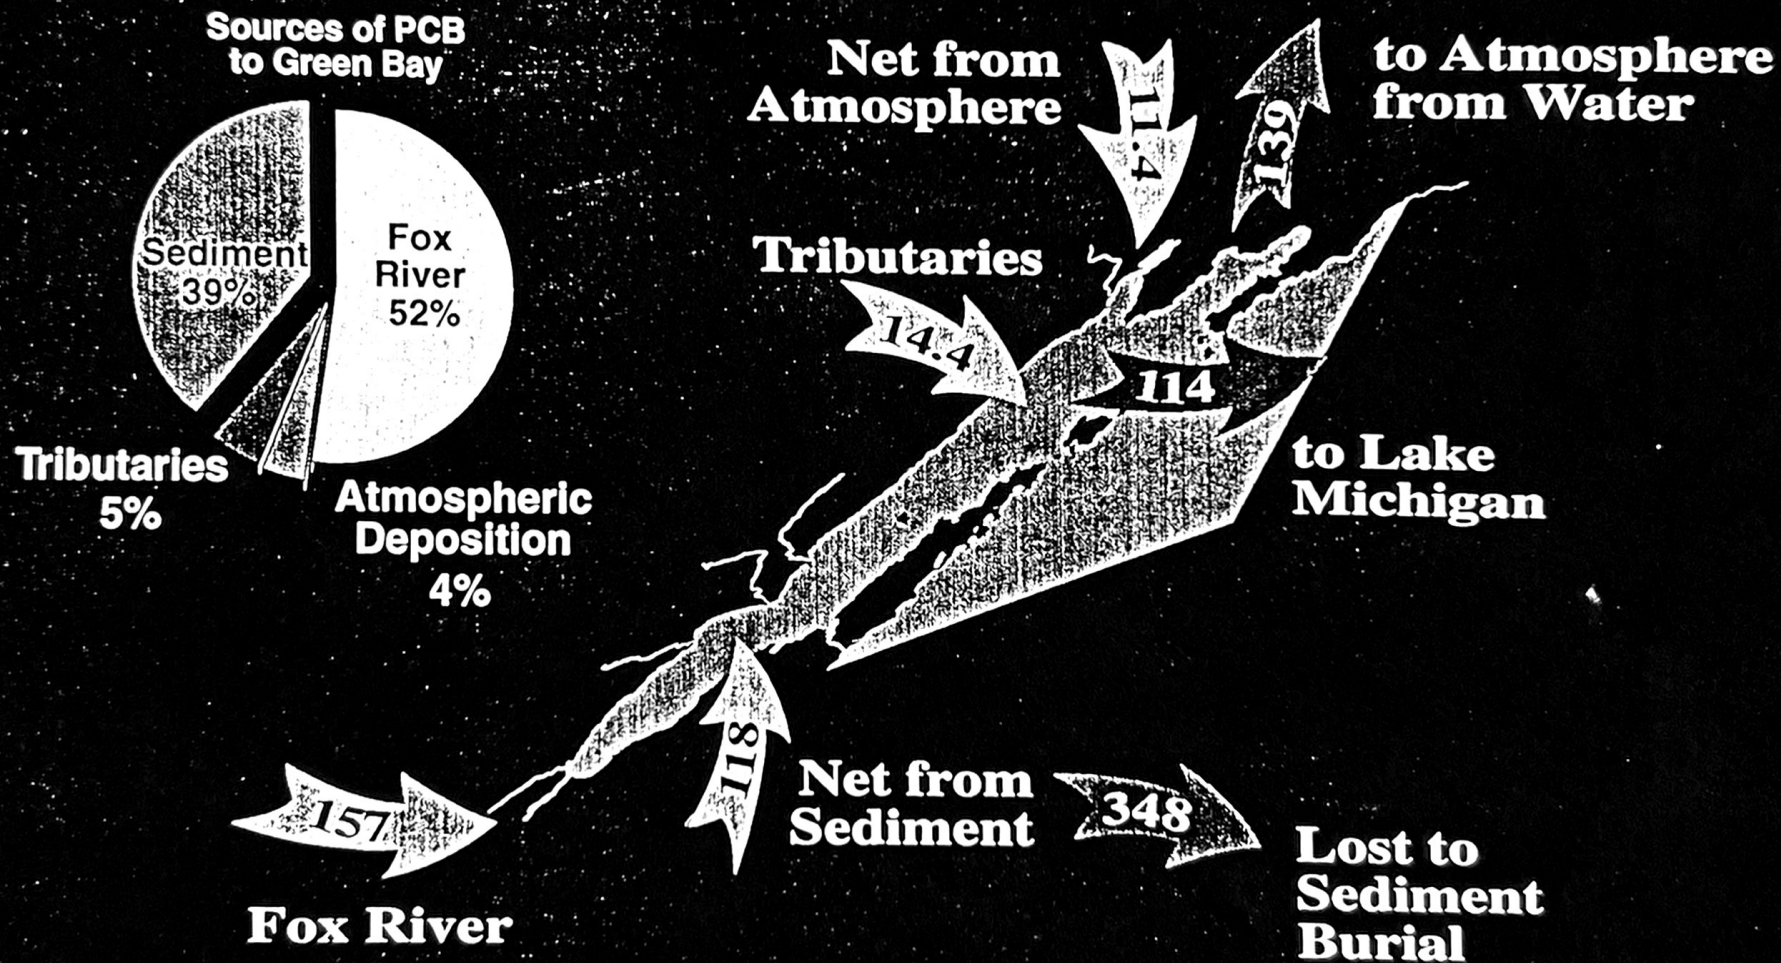 Sources of PCB
to Green Bay
Sediment
39%
Fox
River
52%
Tributaries
5%
Atmospheric
Deposition
4%
Net from
Atmosphere
11.4
139
to Atmosphere
from Water
Tributaries
14.4
114
to Lake
Michigan
118
Net from
Sediment
348
Lost to
Sediment
Burial
157
Fox River